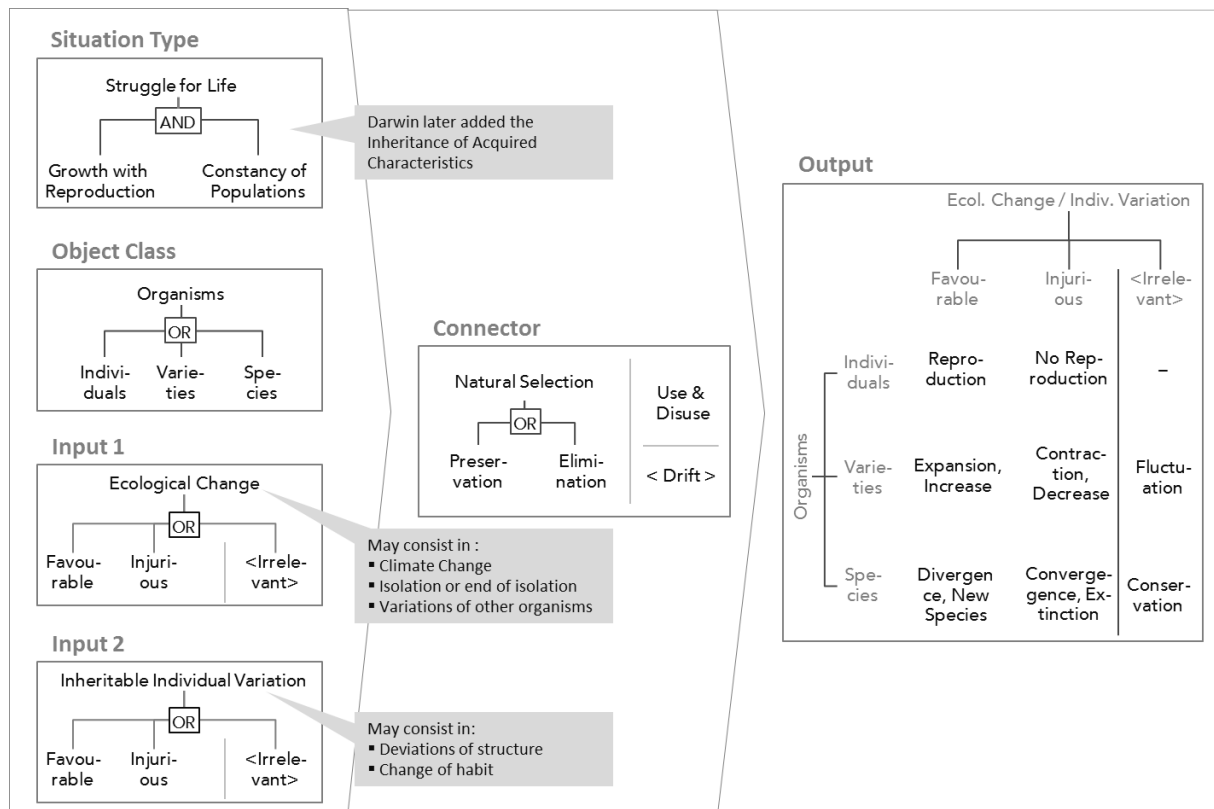 Situation Type
Struggle for Life
AND
Growth with
Reproduction
Constancy of
Populations
Darwin later added the
Inheritance of Acquired
Characteristics
Object Class
Organisms
OR
Indivi-
duals
Varie-
ties
Spe-
cies
Input 1
Ecological Change
OR
Favou-
rable
Injuri-
ous
<Irrele-
vant>
May consist in :
▪ Climate Change
▪ Isolation or end of isolation
▪ Variations of other organisms
Input 2
Inheritable Individual Variation
OR
Favou-
rable
Injuri-
ous
<Irrele-
vant>
May consist in:
▪ Deviations of structure
▪ Change of habit
Connector
Natural Selection
OR
Preser-
vation
Elimi-
nation
Use &
Disuse
< Drift >
Output
Ecol. Change / Indiv. Variation
Favou-
rable
Injuri-
ous
<Irrele-
vant>
Organisms
Indivi-
duals
Repro-
duction
No Rep-
roduction
–
Varie-
ties
Expansion,
Increase
Contrac-
tion,
Decrease
Fluctu-
ation
Spe-
cies
Divergen
ce, New
Species
Converge-
gence, Ex-
tinction
Conser-
vation